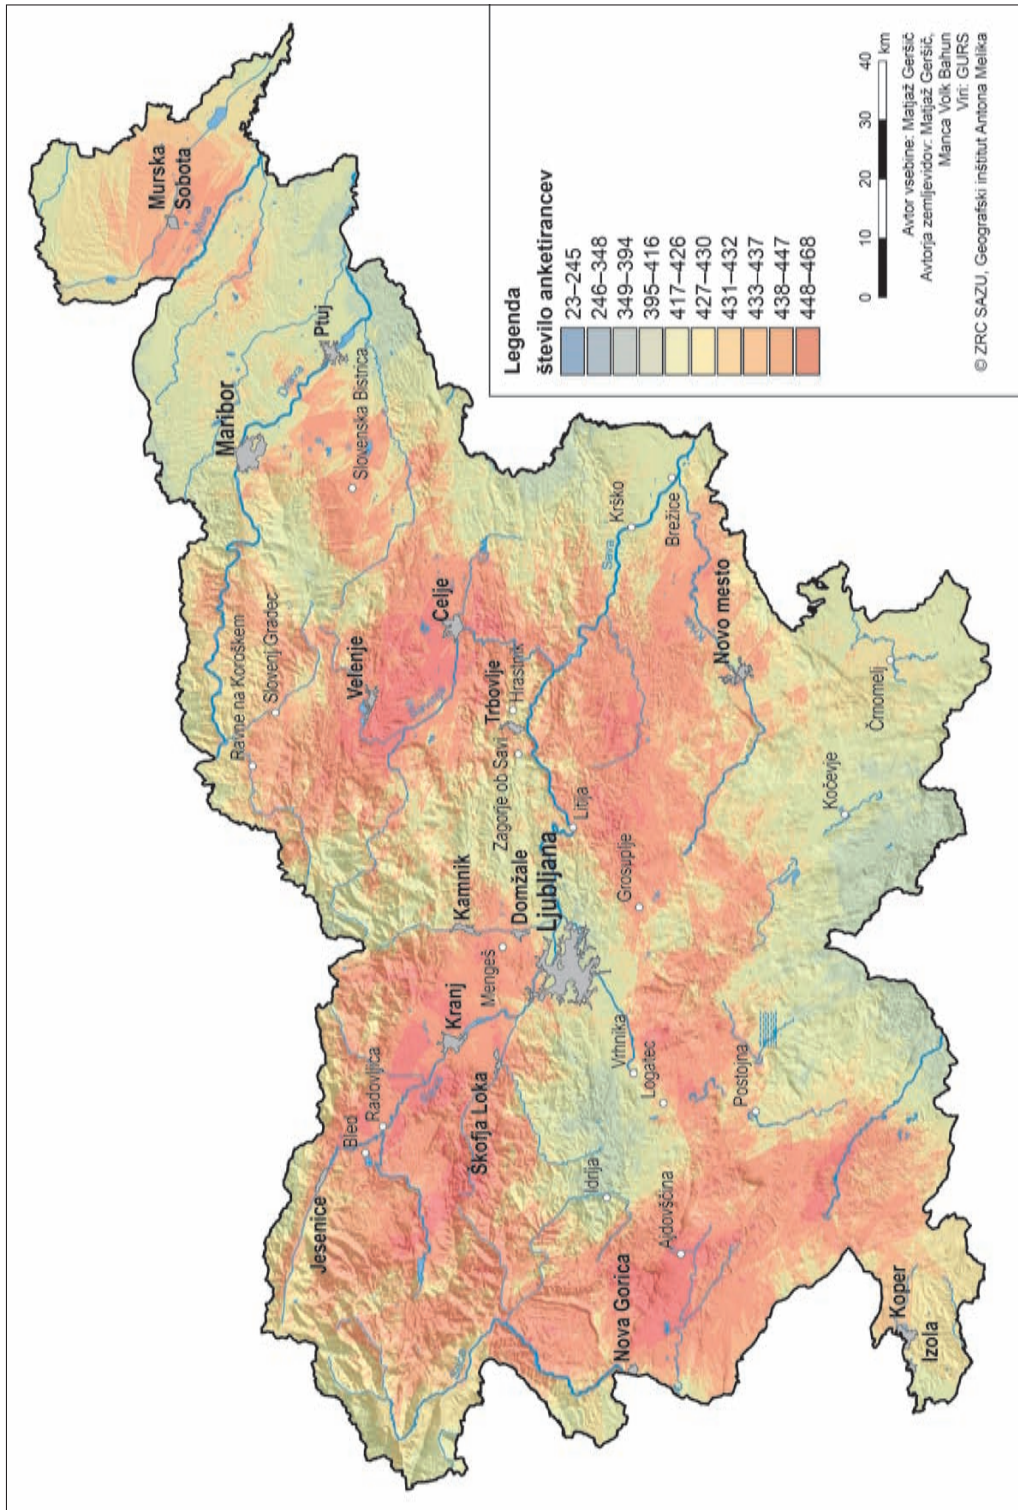 Murska
Sobota
Mura
Maribor
Drava
Ptuj
Slovenska Bistrica
Ravne na Koroškem
Slovenj Gradec
Velenje
Savinja
Celje
Jesenice
Bled
Radovljica
Kranj
Kamnik
Mengeš
Domžale
Škofja Loka
Ljubljana
Zagorje ob Savi
Trbovlje
Hrastnik
Litija
Sava
Krško
Brežice
Krka
Novo mesto
Grosuplje
Vrhnika
Logatec
Idrija
Soča
Nova Gorica
Ajdovščina
Postojna
Kočevje
Črnomelj
Koper
Izola
Legenda
število anketirancev
23–245
246–348
349–394
395–416
417–426
427–430
431–432
433–437
438–447
448–468
0 10 20 30 40
km
Avtor vsebine: Matjaž Geršič
Avtorja zemljevidov: Matjaž Geršič,
Manca Volk Bahun
Viri: GURS
© ZRC SAZU, Geografski inštitut Antona Melika